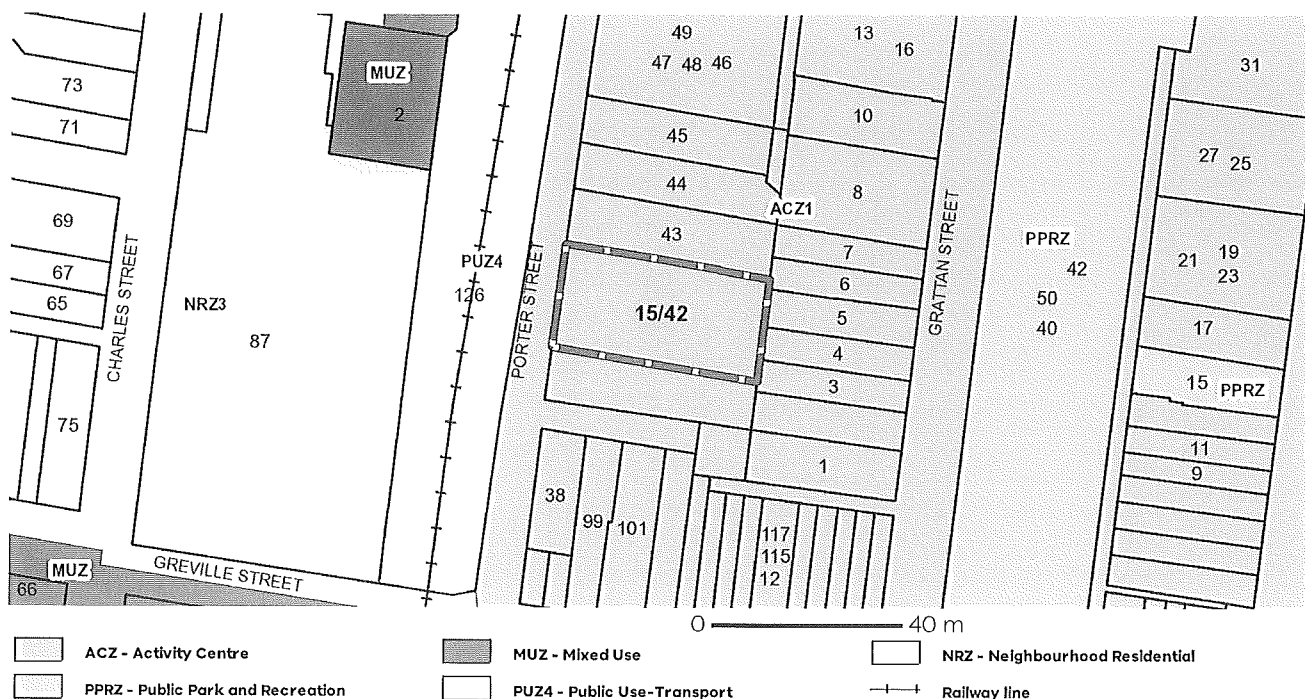 49
13
16
47 48 46
MUZ
31
73
2
71
10
45
27
25
44
8
ACZ1
69
43
7
PPRZ
19
21
23
PUZ4
6
42
67
126
NRZ3
65
50
15/42
5
40
87
4
17
CHARLES STREET
PORTER STREET
GRATTAN STREET
3
15 PPRZ
75
11
1
9
38
99
101
117
115
12
MUZ
GREVILLE STREET
66
0 40 m
ACZ - Activity Centre
MUZ - Mixed Use
NRZ - Neighbourhood Residential
PPRZ - Public Park and Recreation
PUZ4 - Public Use-Transport
Railway line